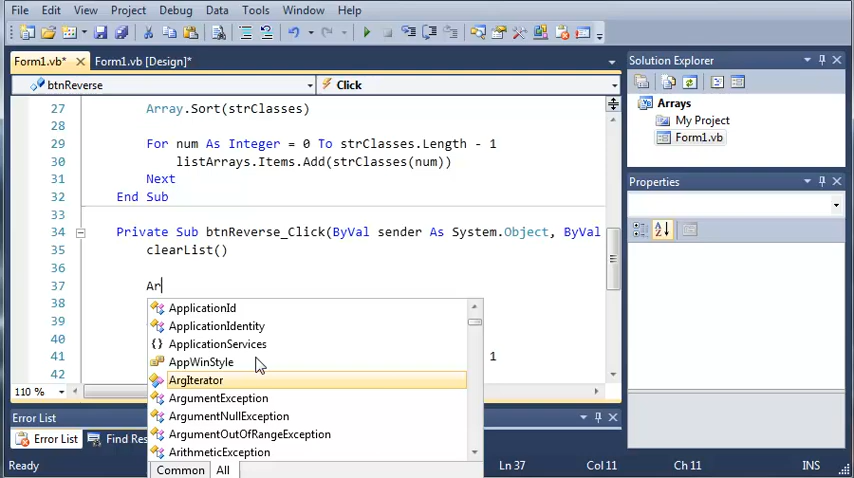 File Edit View Project Debug Array Data Tools Window Help
Form1.vb* Form1.vb [Design]*
btnReverse Click
27 Array.Sort(strClasses)
28
29 For num As Integer = 0 To strClasses.Length - 1
30 listArrays.Items.Add(strClasses(num))
31 Next
32 End Sub
33
34 Private Sub btnReverse_Click(ByVal sender As System.Object, ByVal
35 clearList()
36
37 Ar
38 ApplicationId
39 ApplicationIdentity
40 {} ApplicationServices
41 AppWinStyle 1
42 ArgIterator
ArgumentException
ArgumentNullException
ArgumentOutOfRangeException
ArithmeticException
Common All
110 %
Error List
Error List Find Res
Ready Ln 37 Col 11 Ch 11 INS
Solution Explorer
Arrays
My Project
Form1.vb
Properties